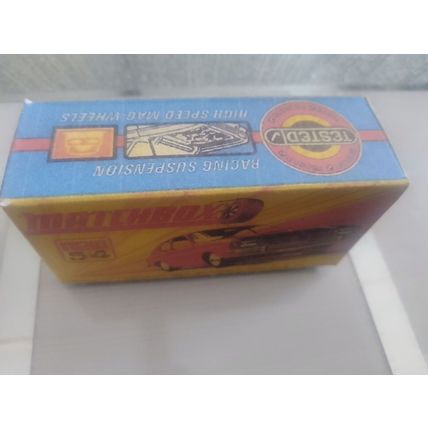 HIGH SPEED MAG. WHEELS
RACING SUSPENSION
TESTED
MATCHBOX
54